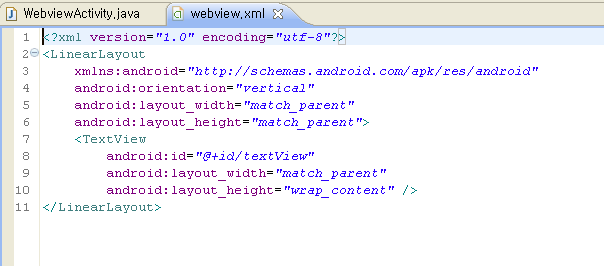 WebviewActivity.java webview.xml
1 <?xml version="1.0" encoding="utf-8"?>
2 <LinearLayout
3 xmlns:android="http://schemas.android.com/apk/res/android"
4 android:orientation="vertical"
5 android:layout_width="match_parent"
6 android:layout_height="match_parent">
7 <TextView
8 android:id="@+id/textView"
9 android:layout_width="match_parent"
10 android:layout_height="wrap_content" />
11 </LinearLayout>